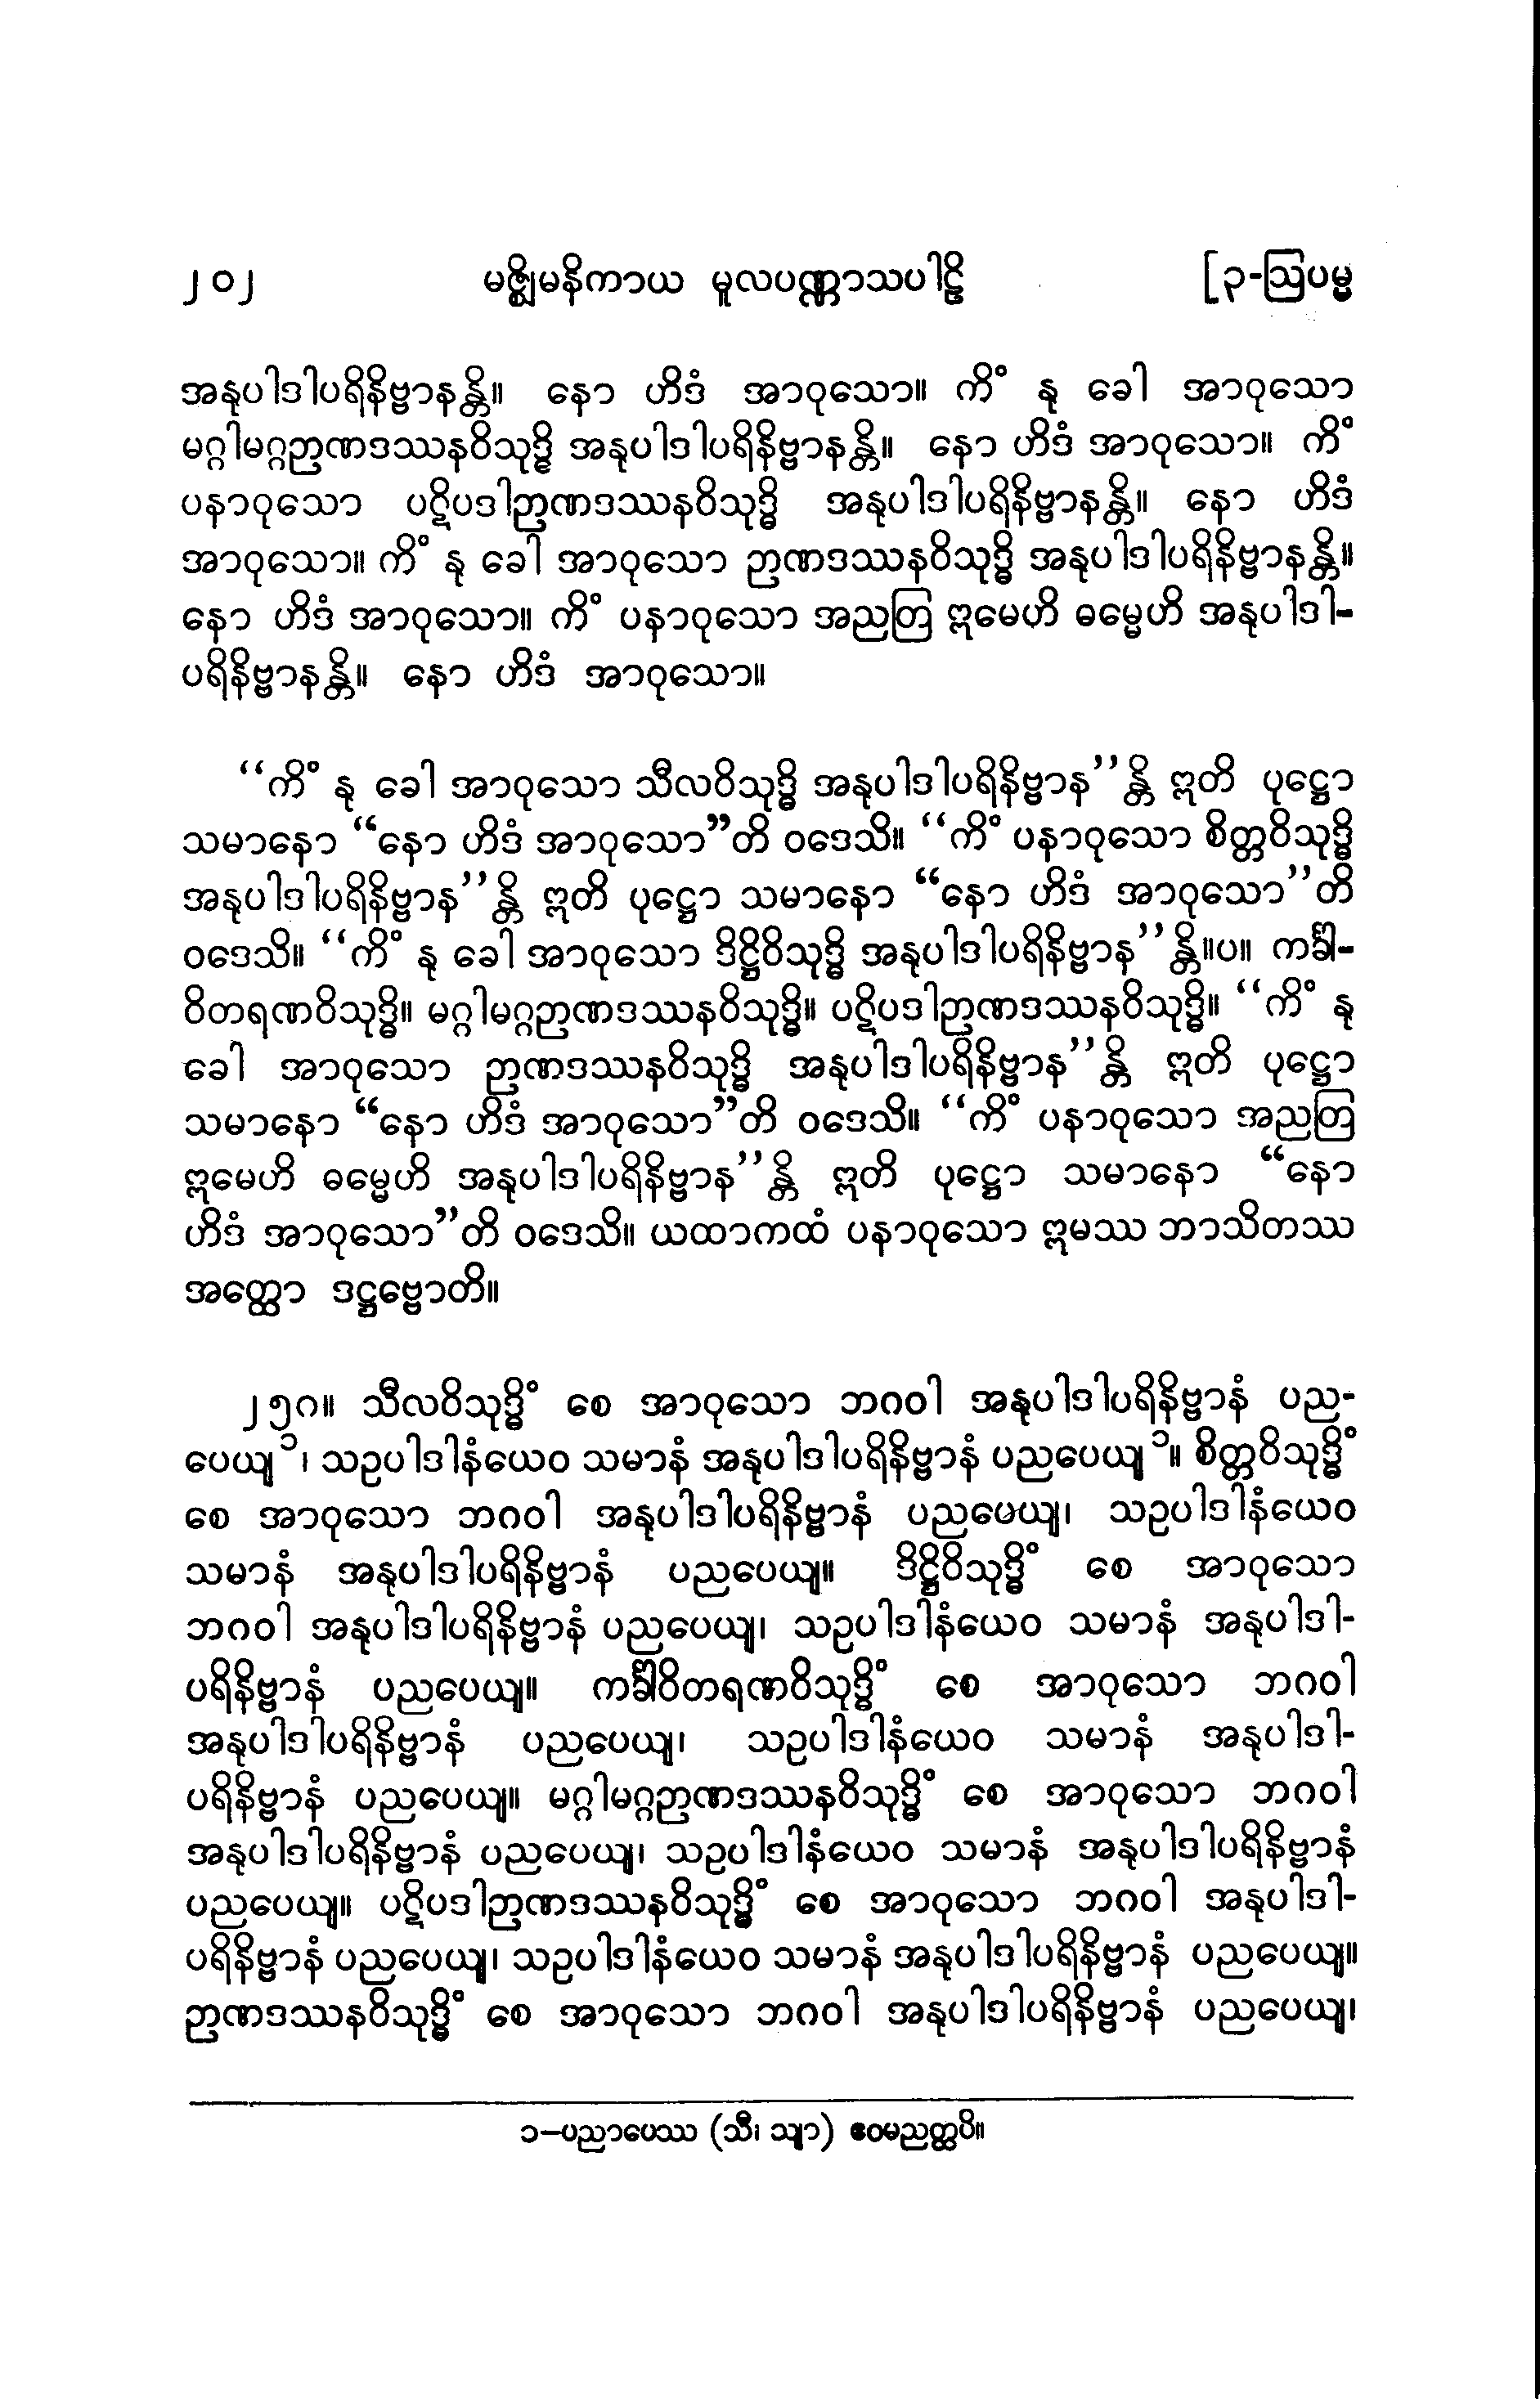 ၂၀၂ မဇ္ဈိမနိကာယ မူလပဏ္ဏာသပါဠိ [၃-ဩပမ္မ
အနုပါဒါပရိနိဗ္ဗာနန္တိ။ နော ဟိဒံ အာဝုသော။ ကိံ နု ခေါ အာဝုသော
မဂ္ဂါမဂ္ဂဉာဏဒဿနဝိသုဒ္ဓိ အနုပါဒါပရိနိဗ္ဗာနန္တိ။ နော ဟိဒံ အာဝုသော။ ကိံ
ပနာဝုသော ပဋိပဒါဉာဏဒဿနဝိသုဒ္ဓိ အနုပါဒါပရိနိဗ္ဗာနန္တိ။ နော ဟိဒံ
အာဝုသော။ ကိံ နု ခေါ အာဝုသော ဉာဏဒဿနဝိသုဒ္ဓိ အနုပါဒါပရိနိဗ္ဗာနန္တိ။
နော ဟိဒံ အာဝုသော။ ကိံ ပနာဝုသော အညတြ ဣမေဟိ ဓမ္မေဟိ အနုပါဒါ-
ပရိနိဗ္ဗာနန္တိ။ နော ဟိဒံ အာဝုသော။
“ကိံ နု ခေါ အာဝုသော သီလဝိသုဒ္ဓိ အနုပါဒါပရိနိဗ္ဗာန”န္တိ ဣတိ ပုဋ္ဌော
သမာနော “နော ဟိဒံ အာဝုသော”တိ ဝဒေသိ။ “ကိံ ပနာဝုသော စိတ္တဝိသုဒ္ဓိ
အနုပါဒါပရိနိဗ္ဗာန”န္တိ ဣတိ ပုဋ္ဌော သမာနော “နော ဟိဒံ အာဝုသော”တိ
ဝဒေသိ။ “ကိံ နု ခေါ အာဝုသော ဒိဋ္ဌိဝိသုဒ္ဓိ အနုပါဒါပရိနိဗ္ဗာန”န္တိ။ပ။ ကင်္ခါ-
ဝိတရဏဝိသုဒ္ဓိ။ မဂ္ဂါမဂ္ဂဉာဏဒဿနဝိသုဒ္ဓိ။ ပဋိပဒါဉာဏဒဿနဝိသုဒ္ဓိ။ “ကိံ နု
ခေါ အာဝုသော ဉာဏဒဿနဝိသုဒ္ဓိ အနုပါဒါပရိနိဗ္ဗာန”န္တိ ဣတိ ပုဋ္ဌော
သမာနော “နော ဟိဒံ အာဝုသော”တိ ဝဒေသိ။ “ကိံ ပနာဝုသော အညတြ
ဣမေဟိ ဓမ္မေဟိ အနုပါဒါပရိနိဗ္ဗာန”န္တိ ဣတိ ပုဋ္ဌော သမာနော “နော
ဟိဒံ အာဝုသော”တိ ဝဒေသိ။ ယထာကထံ ပနာဝုသော ဣမဿ ဘာသိတဿ
အတ္ထော ဒဋ္ဌဗ္ဗောတိ။
၂၅၈။ သီလဝိသုဒ္ဓိံ စေ အာဝုသော ဘဂဝါ အနုပါဒါပရိနိဗ္ဗာနံ ပည-
ပေယျ၁၊ သဥပါဒါနံယေဝ သမာနံ အနုပါဒါပရိနိဗ္ဗာနံ ပညပေယျ၁။ စိတ္တဝိသုဒ္ဓိံ
စေ အာဝုသော ဘဂဝါ အနုပါဒါပရိနိဗ္ဗာနံ ပညပေယျ၊ သဥပါဒါနံယေဝ
သမာနံ အနုပါဒါပရိနိဗ္ဗာနံ ပညပေယျ။ ဒိဋ္ဌိဝိသုဒ္ဓိံ စေ အာဝုသော
ဘဂဝါ အနုပါဒါပရိနိဗ္ဗာနံ ပညပေယျ၊ သဥပါဒါနံယေဝ သမာနံ အနုပါဒါ-
ပရိနိဗ္ဗာနံ ပညပေယျ။ ကင်္ခါဝိတရဏဝိသုဒ္ဓိံ စေ အာဝုသော ဘဂဝါ
အနုပါဒါပရိနိဗ္ဗာနံ ပညပေယျ၊ သဥပါဒါနံယေဝ သမာနံ အနုပါဒါ-
ပရိနိဗ္ဗာနံ ပညပေယျ။ မဂ္ဂါမဂ္ဂဉာဏဒဿနဝိသုဒ္ဓိံ စေ အာဝုသော ဘဂဝါ
အနုပါဒါပရိနိဗ္ဗာနံ ပညပေယျ၊ သဥပါဒါနံယေဝ သမာနံ အနုပါဒါပရိနိဗ္ဗာနံ
ပညပေယျ။ ပဋိပဒါဉာဏဒဿနဝိသုဒ္ဓိံ စေ အာဝုသော ဘဂဝါ အနုပါဒါ-
ပရိနိဗ္ဗာနံ ပညပေယျ၊ သဥပါဒါနံယေဝ သမာနံ အနုပါဒါပရိနိဗ္ဗာနံ ပညပေယျ။
ဉာဏဒဿနဝိသုဒ္ဓိံ စေ အာဝုသော ဘဂဝါ အနုပါဒါပရိနိဗ္ဗာနံ ပညပေယျ၊
၁-ပညာပေဿ (သီ၊ သျာ) ဧဝမညတ္ထပိ။